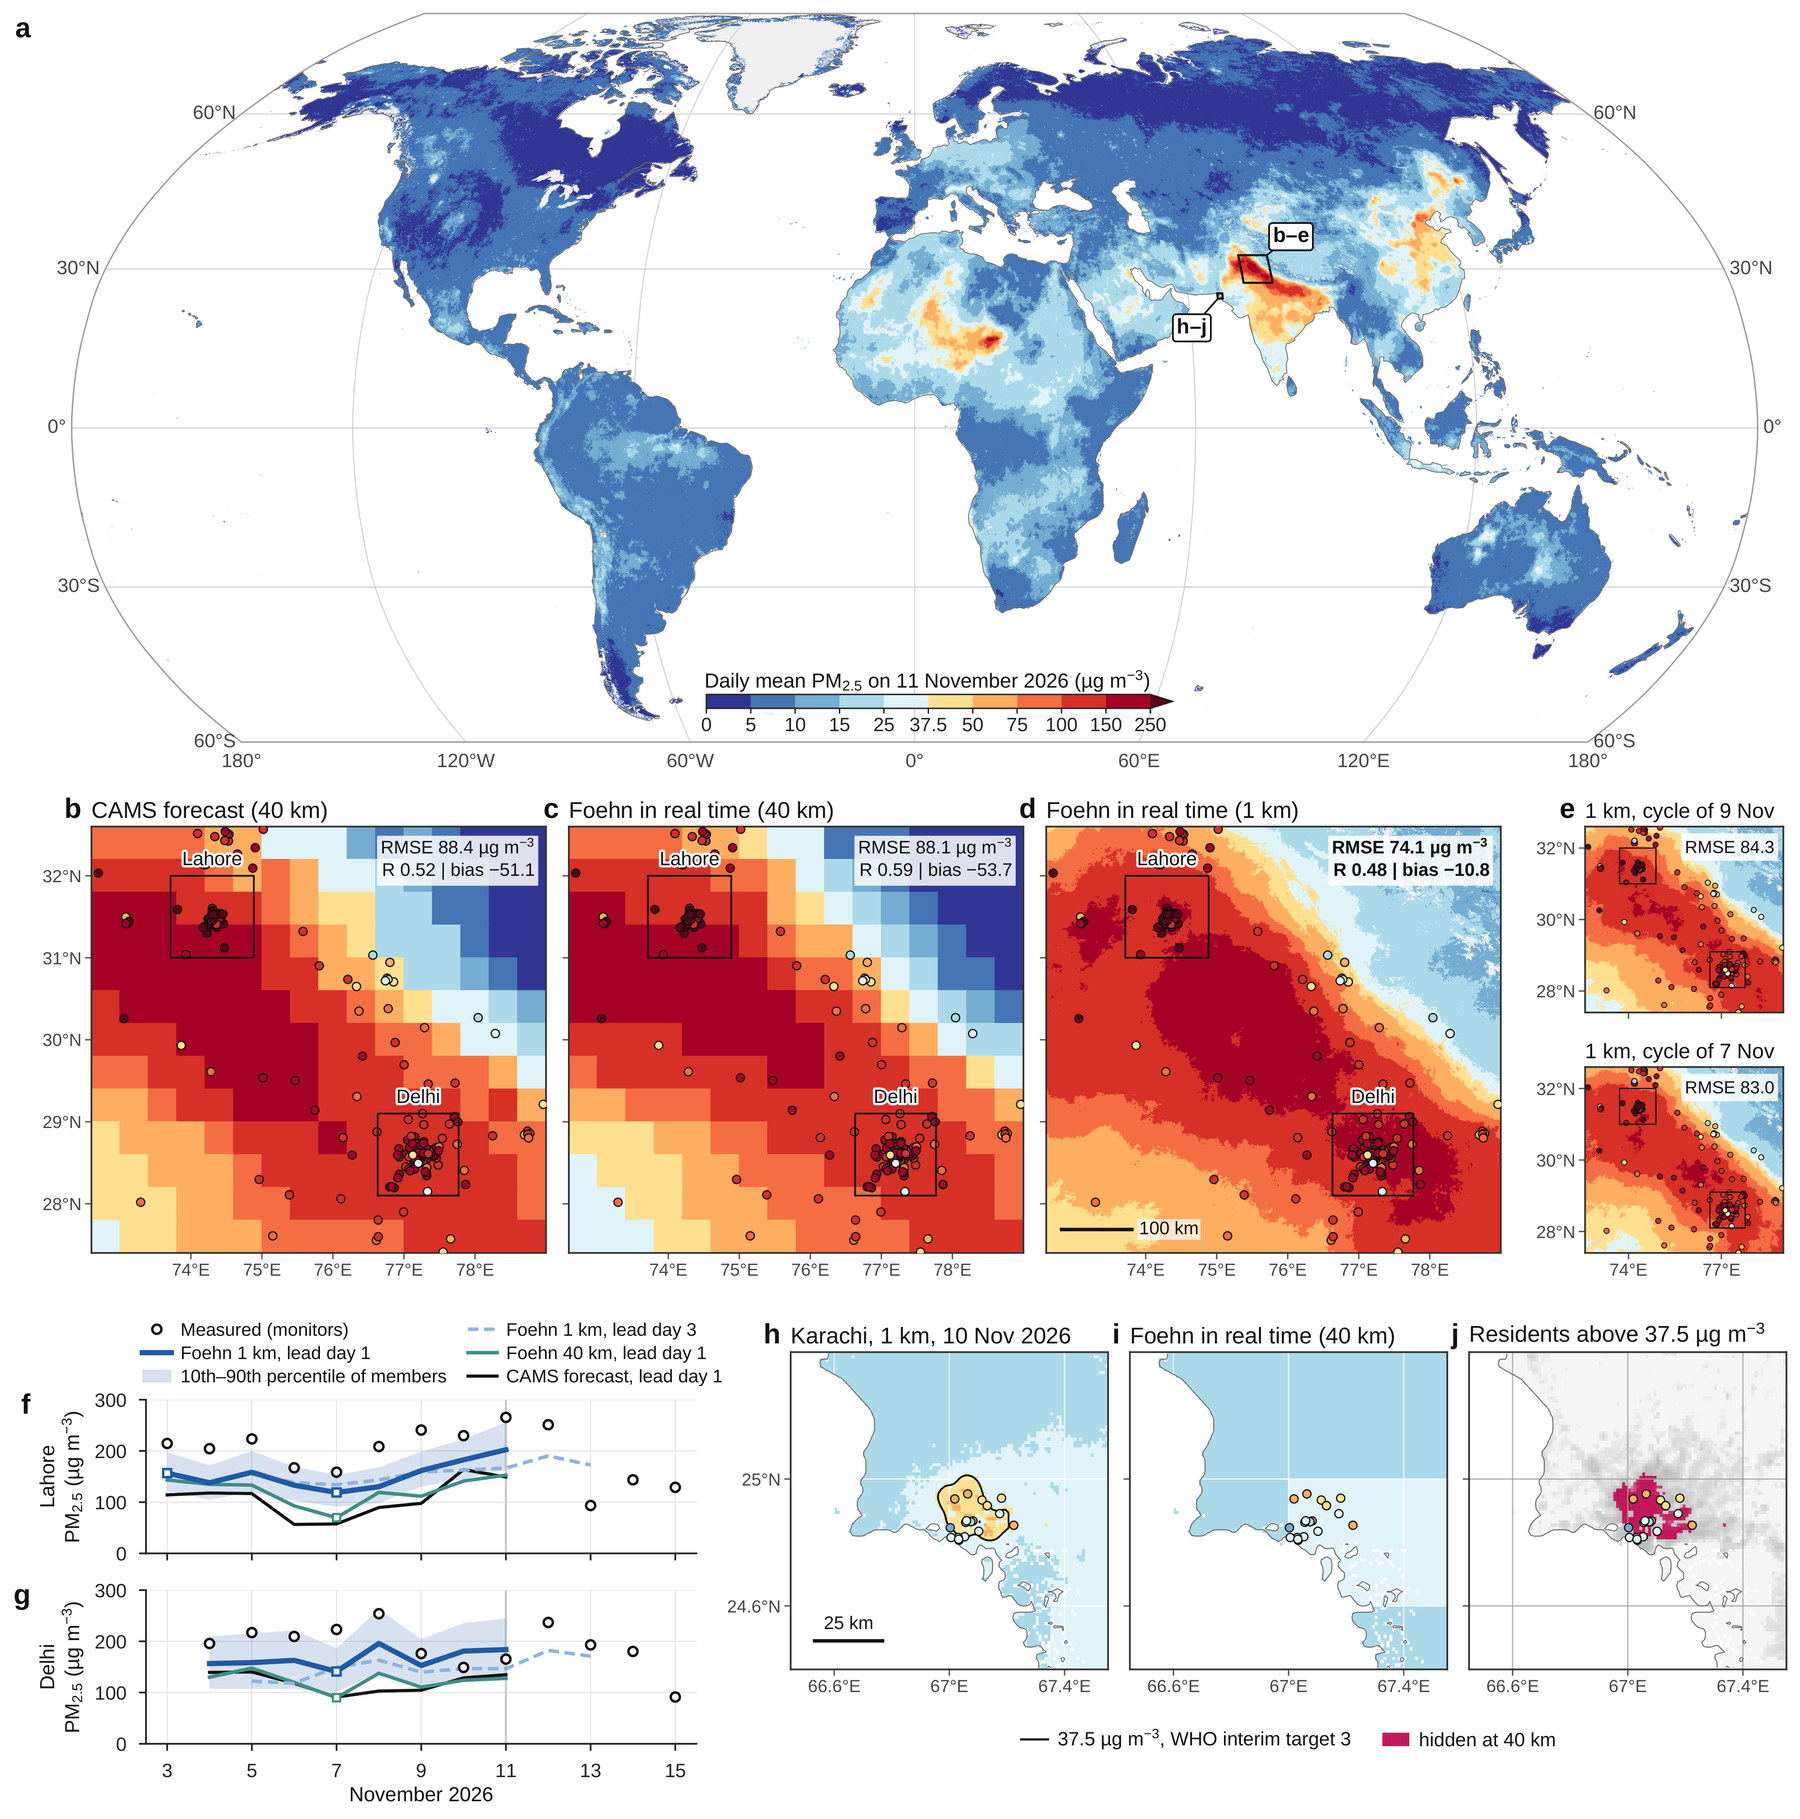 a
60°N
60°N
b–e
30°N
30°N
h–j
0°
0°
30°S
30°S
Daily mean PM2.5 on 11 November 2026 (µg m−3)
0 5 10 15 25 37.5 50 75 100 150 250
60°S
60°S
180° 120°W 60°W 0° 60°E 120°E 180°
b CAMS forecast (40 km)
RMSE 88.4 µg m−3
R 0.52 | bias −51.1
Lahore
Delhi
32°N
31°N
30°N
29°N
28°N
74°E 75°E 76°E 77°E 78°E
c Foehn in real time (40 km)
RMSE 88.1 µg m−3
R 0.59 | bias −53.7
Lahore
Delhi
74°E 75°E 76°E 77°E 78°E
d Foehn in real time (1 km)
RMSE 74.1 µg m−3
R 0.48 | bias −10.8
Lahore
Delhi
100 km
74°E 75°E 76°E 77°E 78°E
e 1 km, cycle of 9 Nov
RMSE 84.3
32°N
30°N
28°N
1 km, cycle of 7 Nov
RMSE 83.0
32°N
30°N
28°N
74°E 77°E
Measured (monitors)
Foehn 1 km, lead day 1
10th–90th percentile of members
Foehn 1 km, lead day 3
Foehn 40 km, lead day 1
CAMS forecast, lead day 1
f
Lahore
PM2.5 (µg m−3)
300
200
100
0
g
Delhi
PM2.5 (µg m−3)
300
200
100
0
3 5 7 9 11 13 15
November 2026
h Karachi, 1 km, 10 Nov 2026
25°N
24.6°N
25 km
66.6°E 67°E 67.4°E
i Foehn in real time (40 km)
66.6°E 67°E 67.4°E
j Residents above 37.5 µg m−3
66.6°E 67°E 67.4°E
37.5 µg m−3, WHO interim target 3
hidden at 40 km